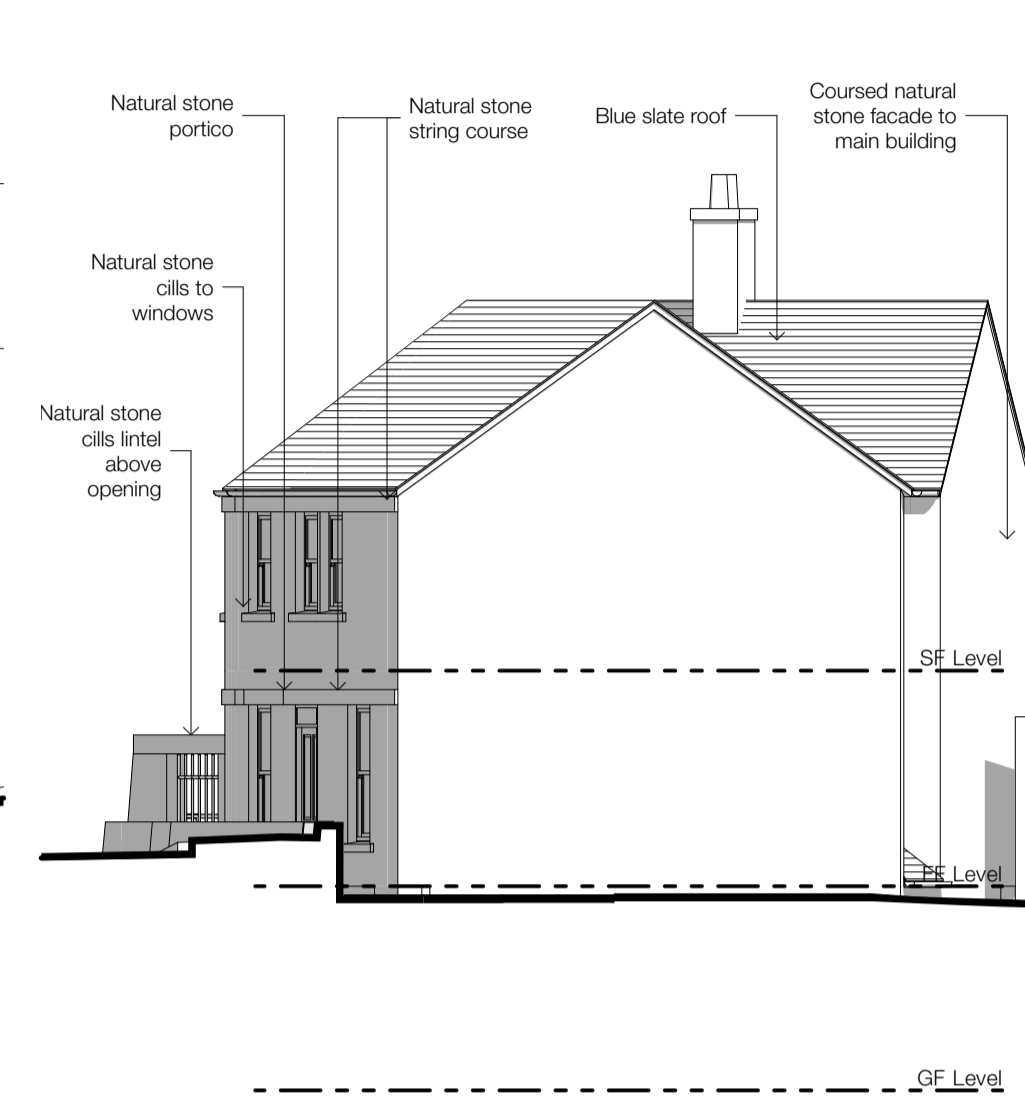 Natural stone
portico
Natural stone
string course
Blue slate roof
Coursed natural
stone facade to
main building
Natural stone
cills to
windows
Natural stone
cills lintel
above
opening
SF Level
FF Level
GF Level